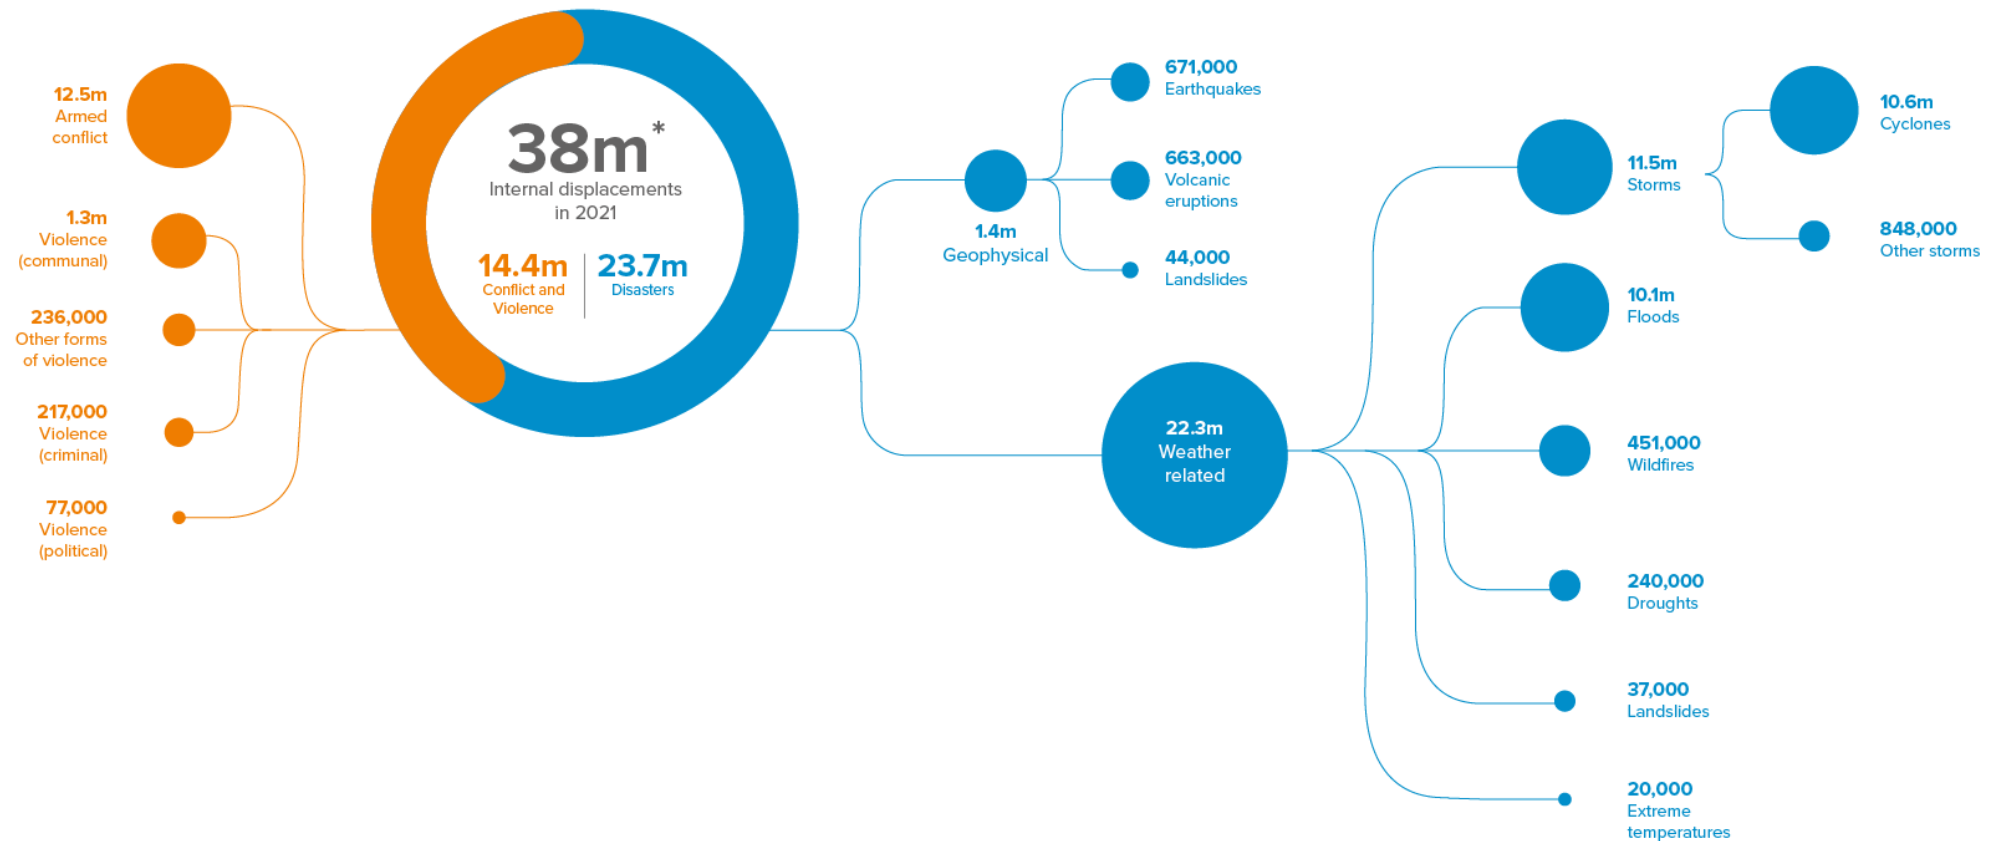 12.5m
Armed
conflict
1.3m
Violence
(communal)
236,000
Other forms
of violence
217,000
Violence
(criminal)
77,000
Violence
(political)
38m*
Internal displacements
in 2021
14.4m
Conflict and
Violence
23.7m
Disasters
1.4m
Geophysical
671,000
Earthquakes
663,000
Volcanic
eruptions
44,000
Landslides
22.3m
Weather
related
11.5m
Storms
10.6m
Cyclones
848,000
Other storms
10.1m
Floods
451,000
Wildfires
240,000
Droughts
37,000
Landslides
20,000
Extreme
temperatures